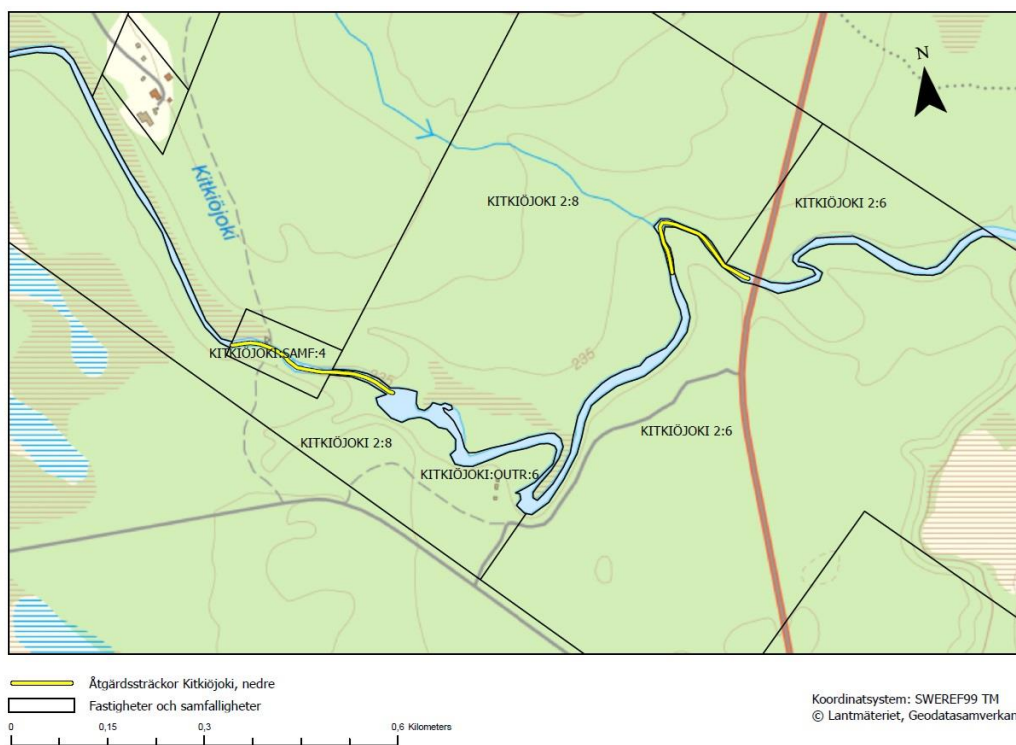 N
Kitkiöjoki
KITKIÖJOKI 2:8
KITKIÖJOKI 2:6
KITKIÖJOKI:SAMF:4
235
235
KITKIÖJOKI 2:8
KITKIÖJOKI 2:6
KITKIÖJOKI:OUTR:6
Åtgärdssträckor Kitkiöjoki, nedre
Fastigheter och samfalligheter
0 0,15 0,3 0,6 Kilometers
Koordinatsystem: SWEREF99 TM
© Lantmäteriet, Geodatasamverkan